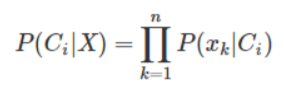 P(C_i|X) = \prod_{k=1}^{n} P(x_k|C_i)